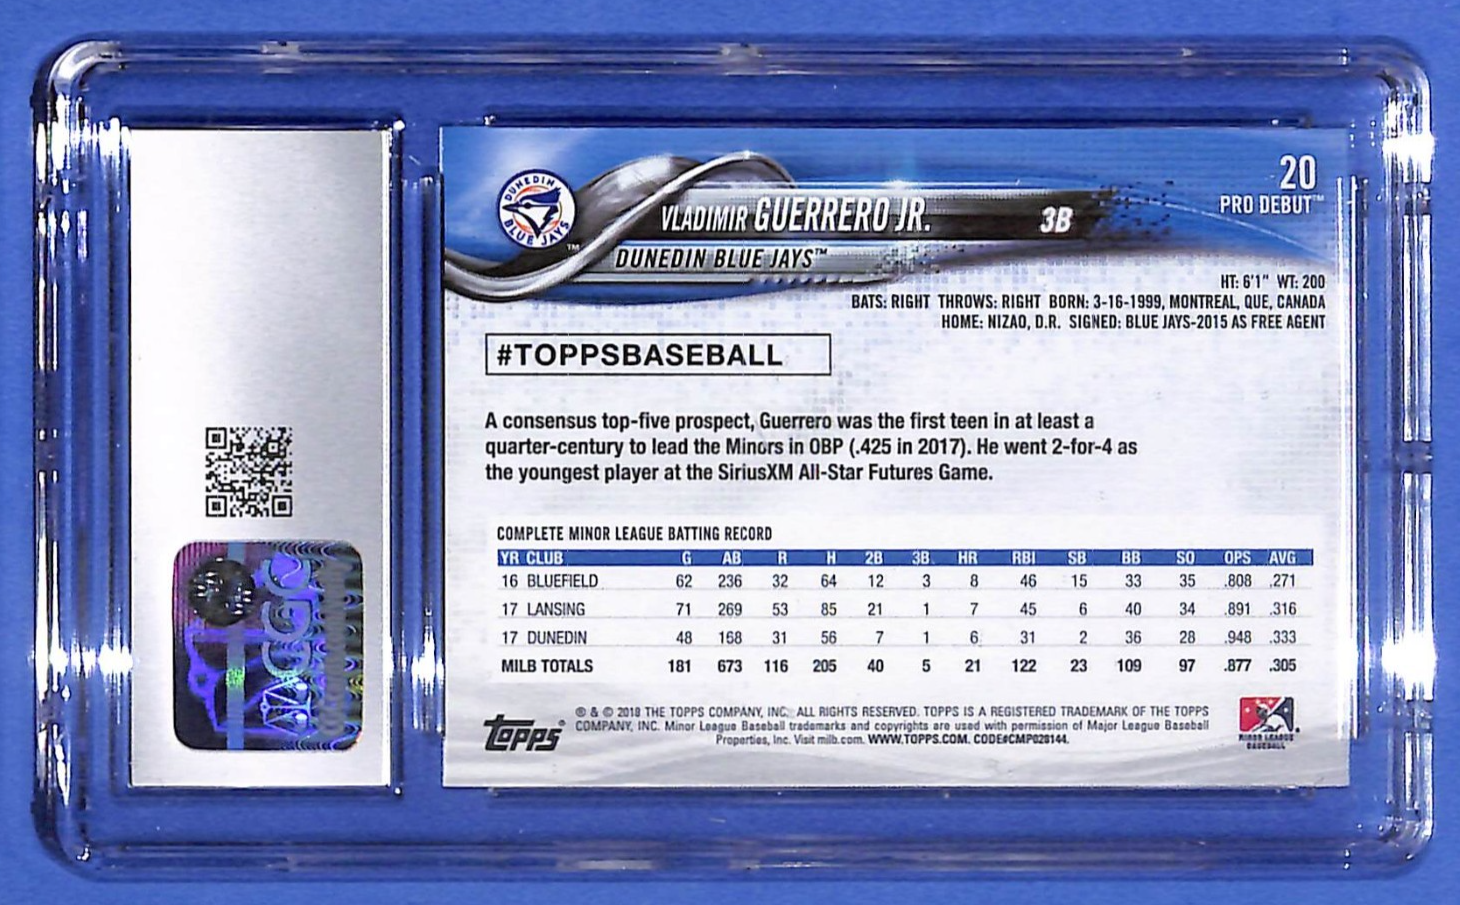 DUNEDIN
BLUE JAYS
TM
VLADIMIR GUERRERO JR. 3B
DUNEDIN BLUE JAYS™
20
PRO DEBUT™
HT: 6'1" WT: 200
BATS: RIGHT THROWS: RIGHT BORN: 3-16-1999, MONTREAL, QUE, CANADA
HOME: NIZAO, D.R. SIGNED: BLUE JAYS-2015 AS FREE AGENT
#TOPPSBASEBALL
A consensus top-five prospect, Guerrero was the first teen in at least a
quarter-century to lead the Minors in OBP (.425 in 2017). He went 2-for-4 as
the youngest player at the SiriusXM All-Star Futures Game.
COMPLETE MINOR LEAGUE BATTING RECORD
YR CLUB G AB R H 2B 3B HR RBI SB BB SO OPS AVG
16 BLUEFIELD 62 236 32 64 12 3 8 46 15 33 35 .808 .271
17 LANSING 71 269 53 85 21 1 7 45 6 40 34 .891 .316
17 DUNEDIN 48 168 31 56 7 1 6 31 2 36 28 .948 .333
MILB TOTALS 181 673 116 205 40 5 21 122 23 109 97 .877 .305
topps®
® & © 2018 THE TOPPS COMPANY, INC. ALL RIGHTS RESERVED. TOPPS IS A REGISTERED TRADEMARK OF THE TOPPS
COMPANY, INC. Minor League Baseball trademarks and copyrights are used with permission of Major League Baseball
Properties, Inc. Visit milb.com. WWW.TOPPS.COM. CODE#CMP028144.
MINOR LEAGUE
BASEBALL
CGC